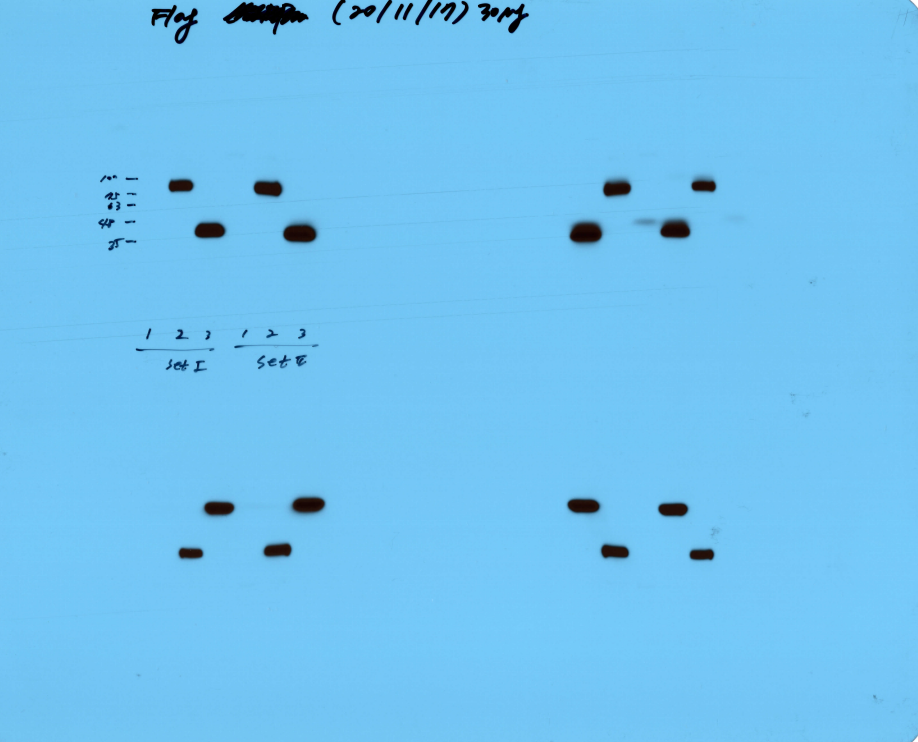 Flag (20/11/17) 30 µg
100 –
75 –
63 –
48 –
35 –
1 2 3 1 2 3
Set I Set II